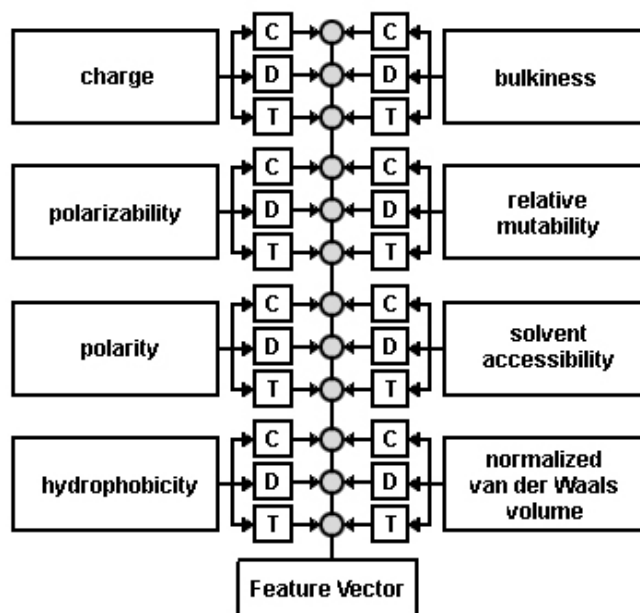 charge
C
D
T
C
D
T
bulkiness
polarizability
C
D
T
C
D
T
relative
mutability
polarity
C
D
T
C
D
T
solvent
accessibility
hydrophobicity
C
D
T
C
D
T
normalized
van der Waals
volume
Feature Vector